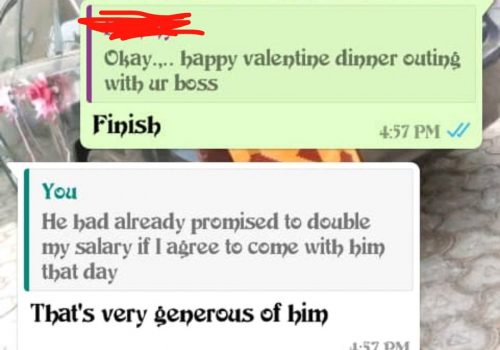 Okay.,.. happy valentine dinner outing
with ur boss
Finish
4:57 PM
You
He had already promised to double
my salary if I agree to come with him
that day
That's very generous of him
4:57 PM